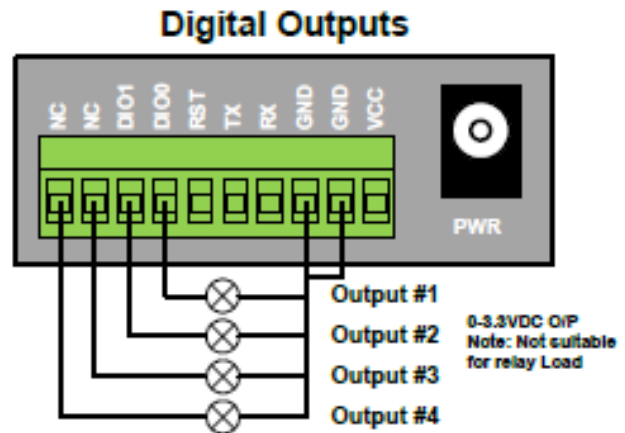 Digital Outputs
NC NC DIO1 DIO0 RST TX RX GND GND VCC
PWR
Output #1
Output #2
Output #3
Output #4
0-3.3VDC O/P
Note: Not suitable
for relay Load